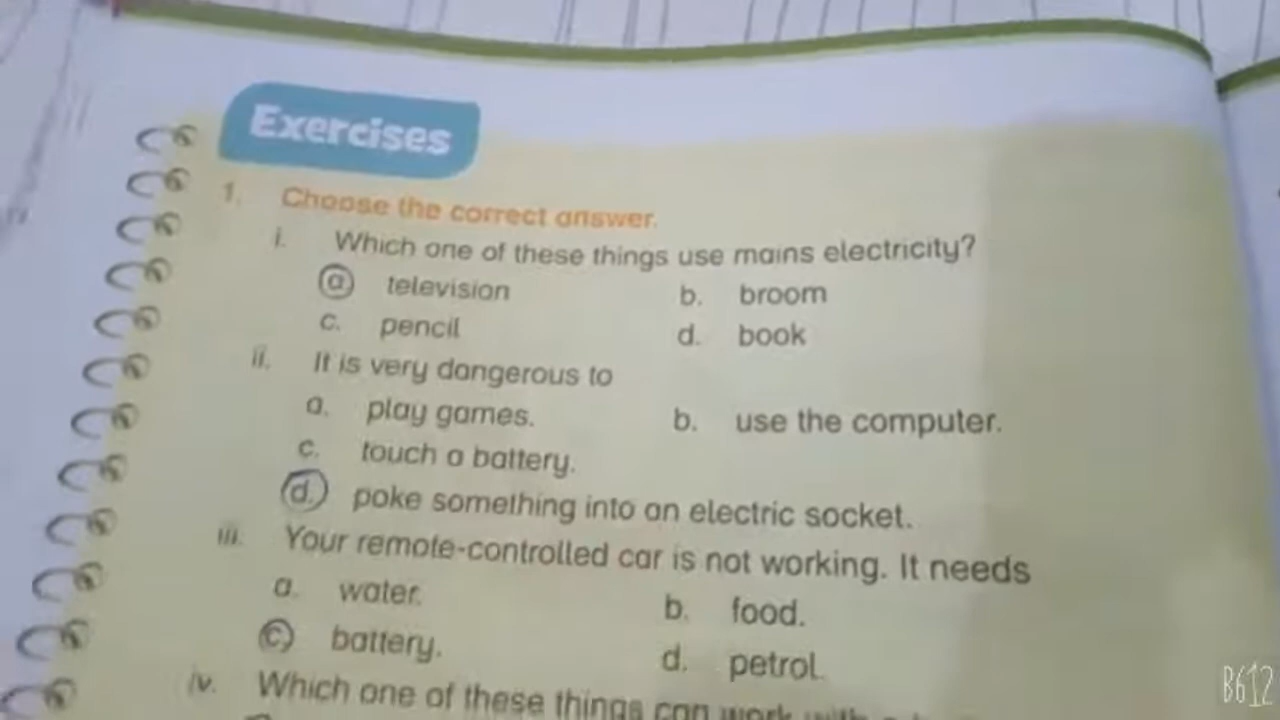 Exercises
1. Choose the correct answer.
i. Which one of these things use mains electricity?
a television b. broom
c. pencil d. book
ii. It is very dangerous to
a. play games. b. use the computer.
c. touch a battery.
d. poke something into an electric socket.
iii. Your remote-controlled car is not working. It needs
a. water. b. food.
c) battery. d. petrol.
iv. Which one of these things can work with a
B612